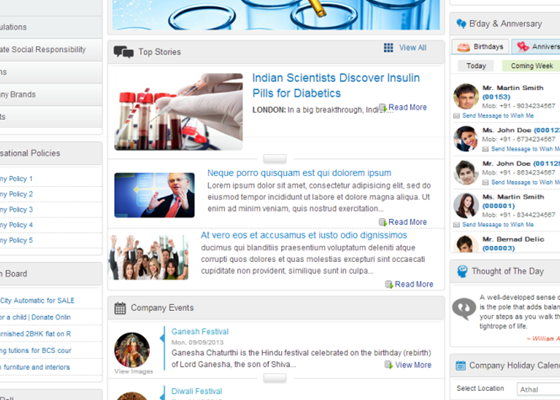 ulations
ate Social Responsibility
ns
ny Brands
ts
sational Policies
ny Policy 1
ny Policy 2
ny Policy 3
ny Policy 4
ny Policy 5
n Board
City Automatic for SALE
or a child | Donate Onlin
urnished 2BHK flat on R
ng tutions for BCS cour
n furniture and interiors
Top Stories
View All
Indian Scientists Discover Insulin
Pills for Diabetics
LONDON: In a big breakthrough, Indi
Read More
Neque porro quisquam est qui dolorem ipsum
Lorem ipsum dolor sit amet, consectetur adipisicing elit, sed do
eiusmod tempor incididunt ut labore et dolore magna aliqua. Ut
enim ad minim veniam, quis nostrud exercitation...
Read More
At vero eos et accusamus et iusto odio dignissimos
ducimus qui blanditiis praesentium voluptatum deleniti atque
corrupti quos dolores et quas molestias excepturi sint occaecati
cupiditate non provident, similique sunt in culpa...
Read More
Company Events
View Images
Ganesh Festival
Mon, 09/09/2013
Ganesha Chaturthi is the Hindu festival celebrated on the birthday (rebirth)
of Lord Ganesha, the son of Shiva...
View More
Diwali Festival
B'day & Annversary
Birthdays
Annivers
Today
Coming Week
Mr. Martin Smith
(00153)
Mob: +91 - 9034234567
Send Message to Wish Me
Ms. John Doe (00012
Mob: +91 - 6734234567
Send Message to Wish Me
Mr. John Doe (001125
Mob: +91 - 9834234567
Send Message to Wish Me
Ms. Martin Smith
(000001)
Mob: +91 - 8344234567
Send Message to Wish Me
Mr. Bernad Delic
(000003)
Thought of The Day
A well-developed sense o
is the pole that adds balan
your steps as you walk th
tightrope of life.
~ William A
Company Holiday Calen
Select Location
Athal